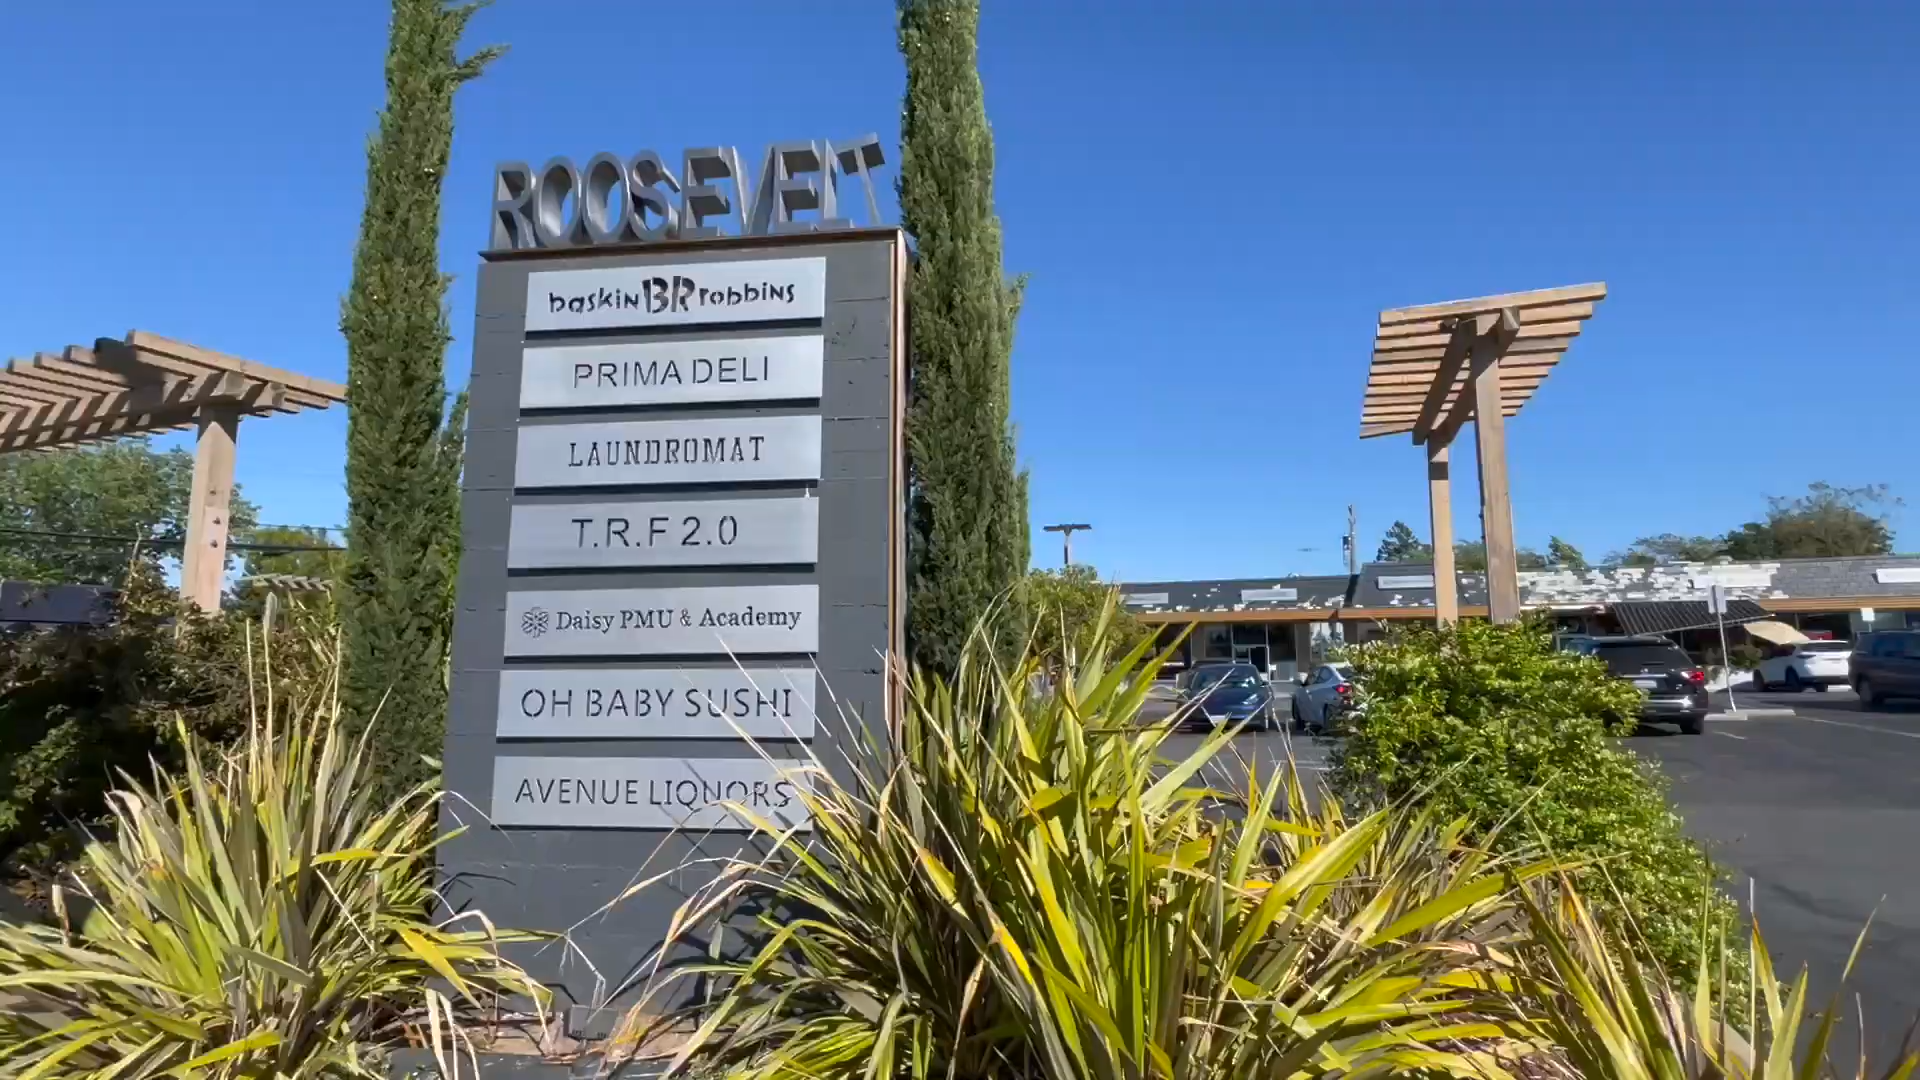 ROOSEVELT
baskin BR robbins
PRIMA DELI
LAUNDROMAT
T.R.F 2.0
Daisy PMU & Academy
OH BABY SUSHI
AVENUE LIQUORS